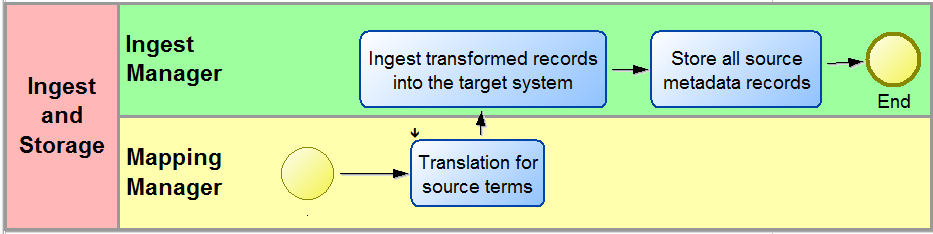 Ingest
and
Storage
Ingest
Manager
Ingest transformed records
into the target system
Store all source
metadata records
End
Mapping
Manager
Translation for
source terms